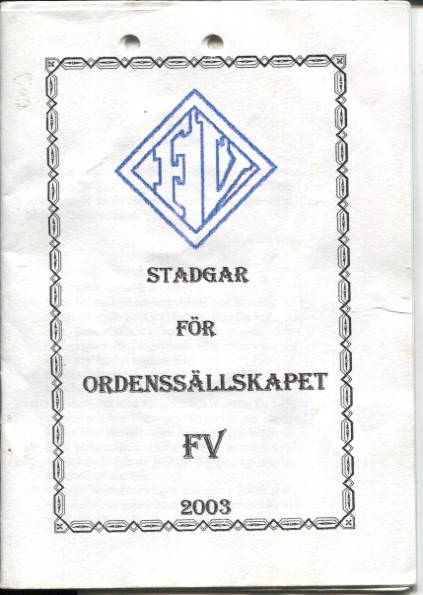 FV
STADGAR
FÖR
ORDENSSÄLLSKAPET
FV
2003